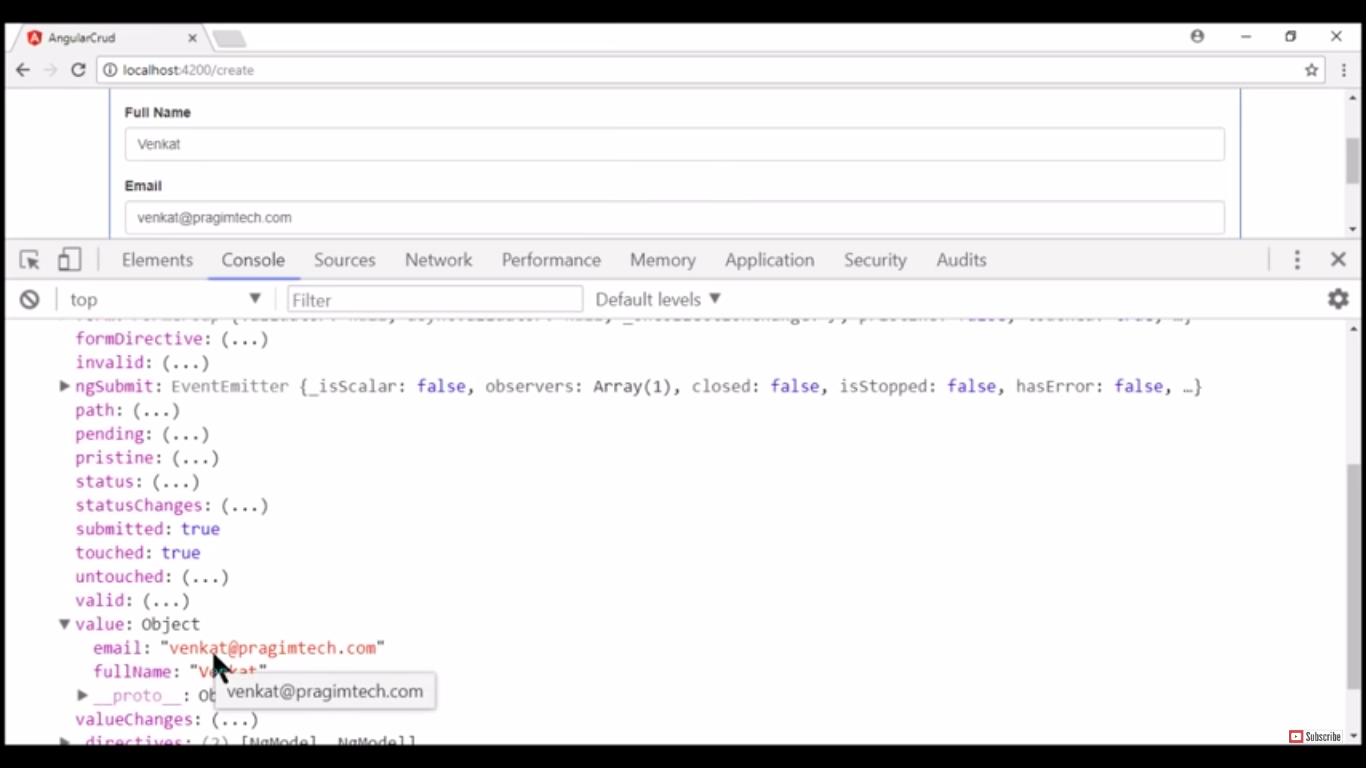 AngularCrud
localhost:4200/create
Full Name
Venkat
Email
venkat@pragimtech.com
Elements Console Sources Network Performance Memory Application Security Audits
top Filter Default levels
formDirective: (...)
invalid: (...)
ngSubmit: EventEmitter {_isScalar: false, observers: Array(1), closed: false, isStopped: false, hasError: false, …}
path: (...)
pending: (...)
pristine: (...)
status: (...)
statusChanges: (...)
submitted: true
touched: true
untouched: (...)
valid: (...)
value: Object
email: "venkat@pragimtech.com"
fullName: "Venkat"
__proto__: Ob
venkat@pragimtech.com
valueChanges: (...)
_directives: (2) [NgModel, NgModel]
Subscribe